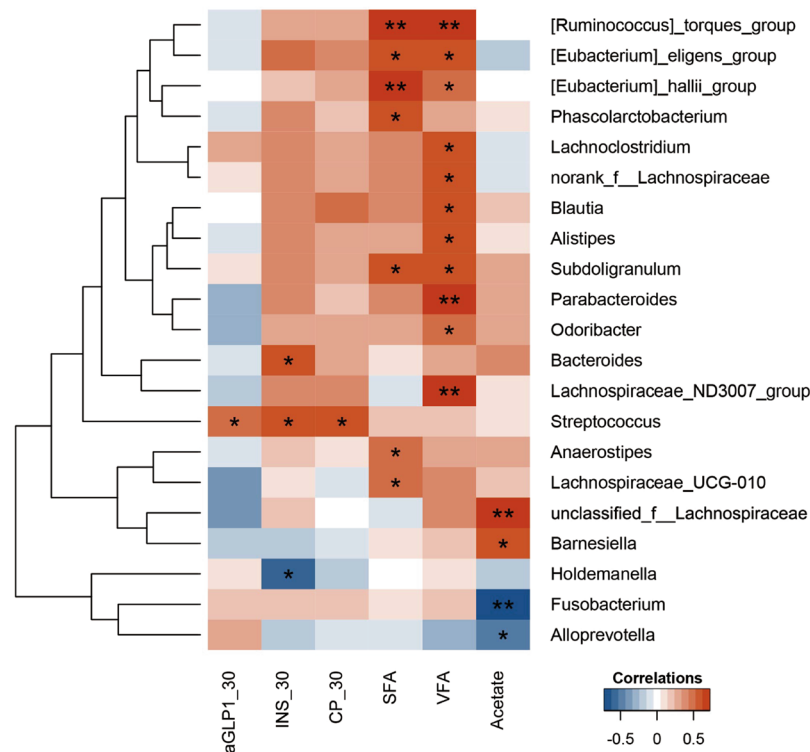 ** ** [Ruminococcus]_torques_group
* * [Eubacterium]_eligens_group
** * [Eubacterium]_hallii_group
* Phascolarctobacterium
* Lachnoclostridium
* norank_f__Lachnospiraceae
* Blautia
* Alistipes
* * Subdoligranulum
** Parabacteroides
* Odoribacter
* Bacteroides
** Lachnospiraceae_ND3007_group
* * * Streptococcus
* Anaerostipes
* Lachnospiraceae_UCG-010
** unclassified_f__Lachnospiraceae
* Barnesiella
* Holdemanella
** Fusobacterium
* Alloprevotella
aGLP1_30 INS_30 CP_30 SFA VFA Acetate
Correlations
-0.5 0 0.5